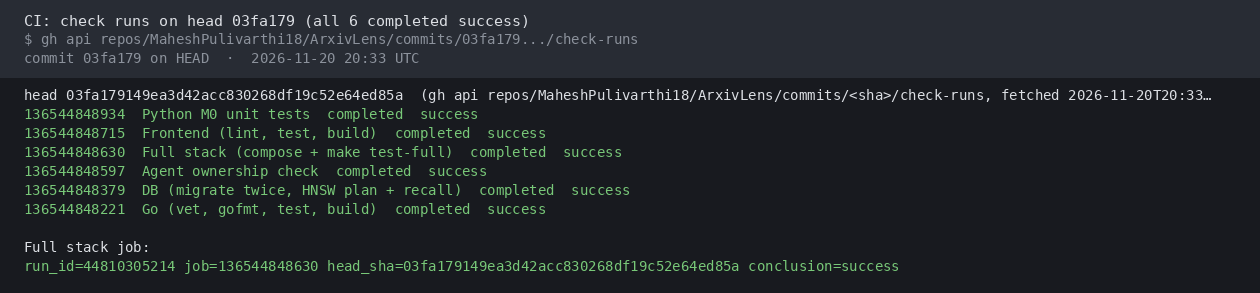 CI: check runs on head 03fa179 (all 6 completed success)
$ gh api repos/MaheshPulivarthi18/ArxivLens/commits/03fa179.../check-runs
commit 03fa179 on HEAD  ·  2026-11-20 20:33 UTC
head 03fa179149ea3d42acc830268df19c52e64ed85a  (gh api repos/MaheshPulivarthi18/ArxivLens/commits/<sha>/check-runs, fetched 2026-11-20T20:33…
136544848934  Python M0 unit tests  completed  success
136544848715  Frontend (lint, test, build)  completed  success
136544848630  Full stack (compose + make test-full)  completed  success
136544848597  Agent ownership check  completed  success
136544848379  DB (migrate twice, HNSW plan + recall)  completed  success
136544848221  Go (vet, gofmt, test, build)  completed  success
Full stack job:
run_id=44810305214 job=136544848630 head_sha=03fa179149ea3d42acc830268df19c52e64ed85a conclusion=success